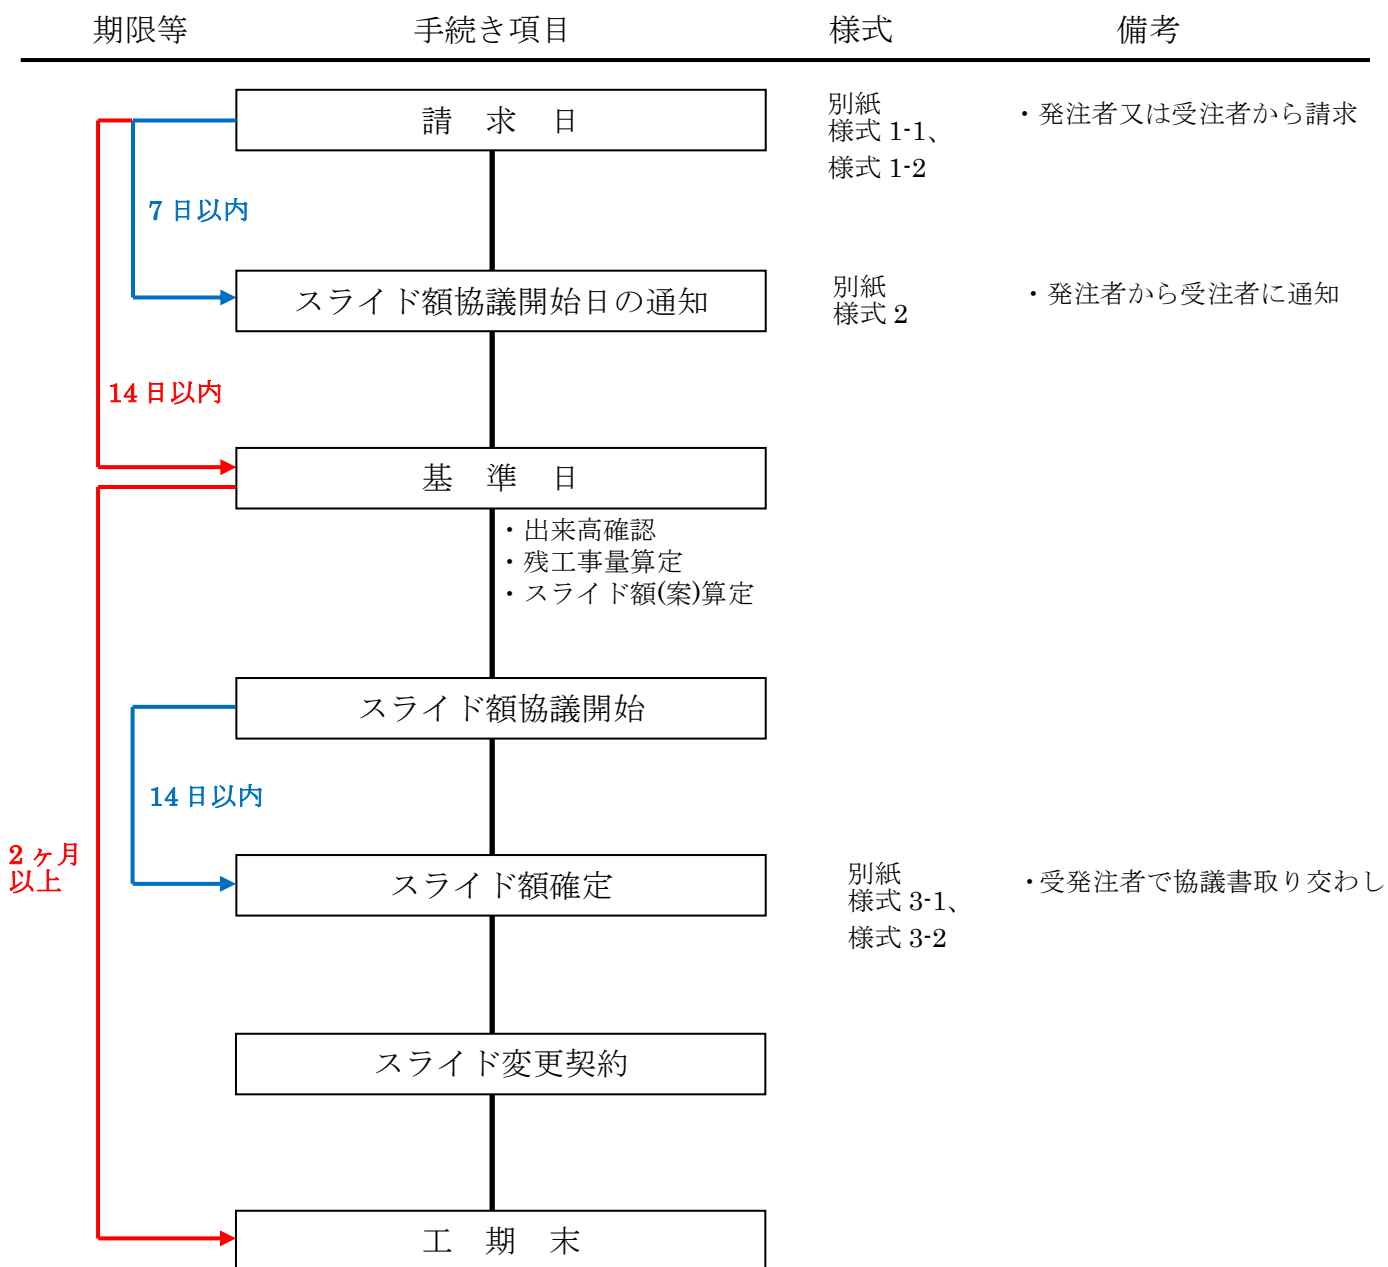 期限等 手続き項目 様式 備考
請 求 日
別紙
様式 1-1、
様式 1-2
・発注者又は受注者から請求
7 日以内
スライド額協議開始日の通知
別紙
様式 2
・発注者から受注者に通知
14 日以内
基 準 日
・出来高確認
・残工事量算定
・スライド額(案)算定
スライド額協議開始
14 日以内
2 ヶ月
以上
スライド額確定
別紙
様式 3-1、
様式 3-2
・受発注者で協議書取り交わし
スライド変更契約
工 期 末